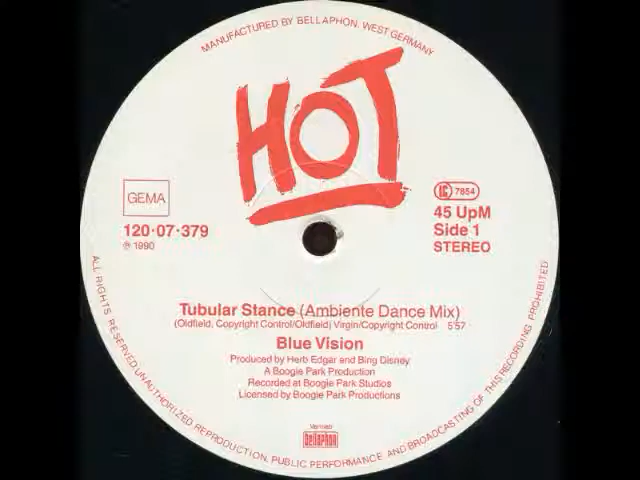 MANUFACTURED BY BELLAPHON, WEST GERMANY
HOT
GEMA
LC 7854
120·07·379
℗ 1990
45 UpM
Side 1
STEREO
Tubular Stance (Ambiente Dance Mix)
(Oldfield, Copyright Control/Oldfield) Virgin/Copyright Control 5'57
Blue Vision
Produced by Herb Edgar and Bing Disney
A Boogie Park Production
Recorded at Boogie Park Studios
Licensed by Boogie Park Productions
Vertrieb
Bellaphon
ALL RIGHTS RESERVED UNAUTHORIZED REPRODUCTION, PUBLIC PERFORMANCE AND BROADCASTING OF THIS RECORDING PROHIBITED